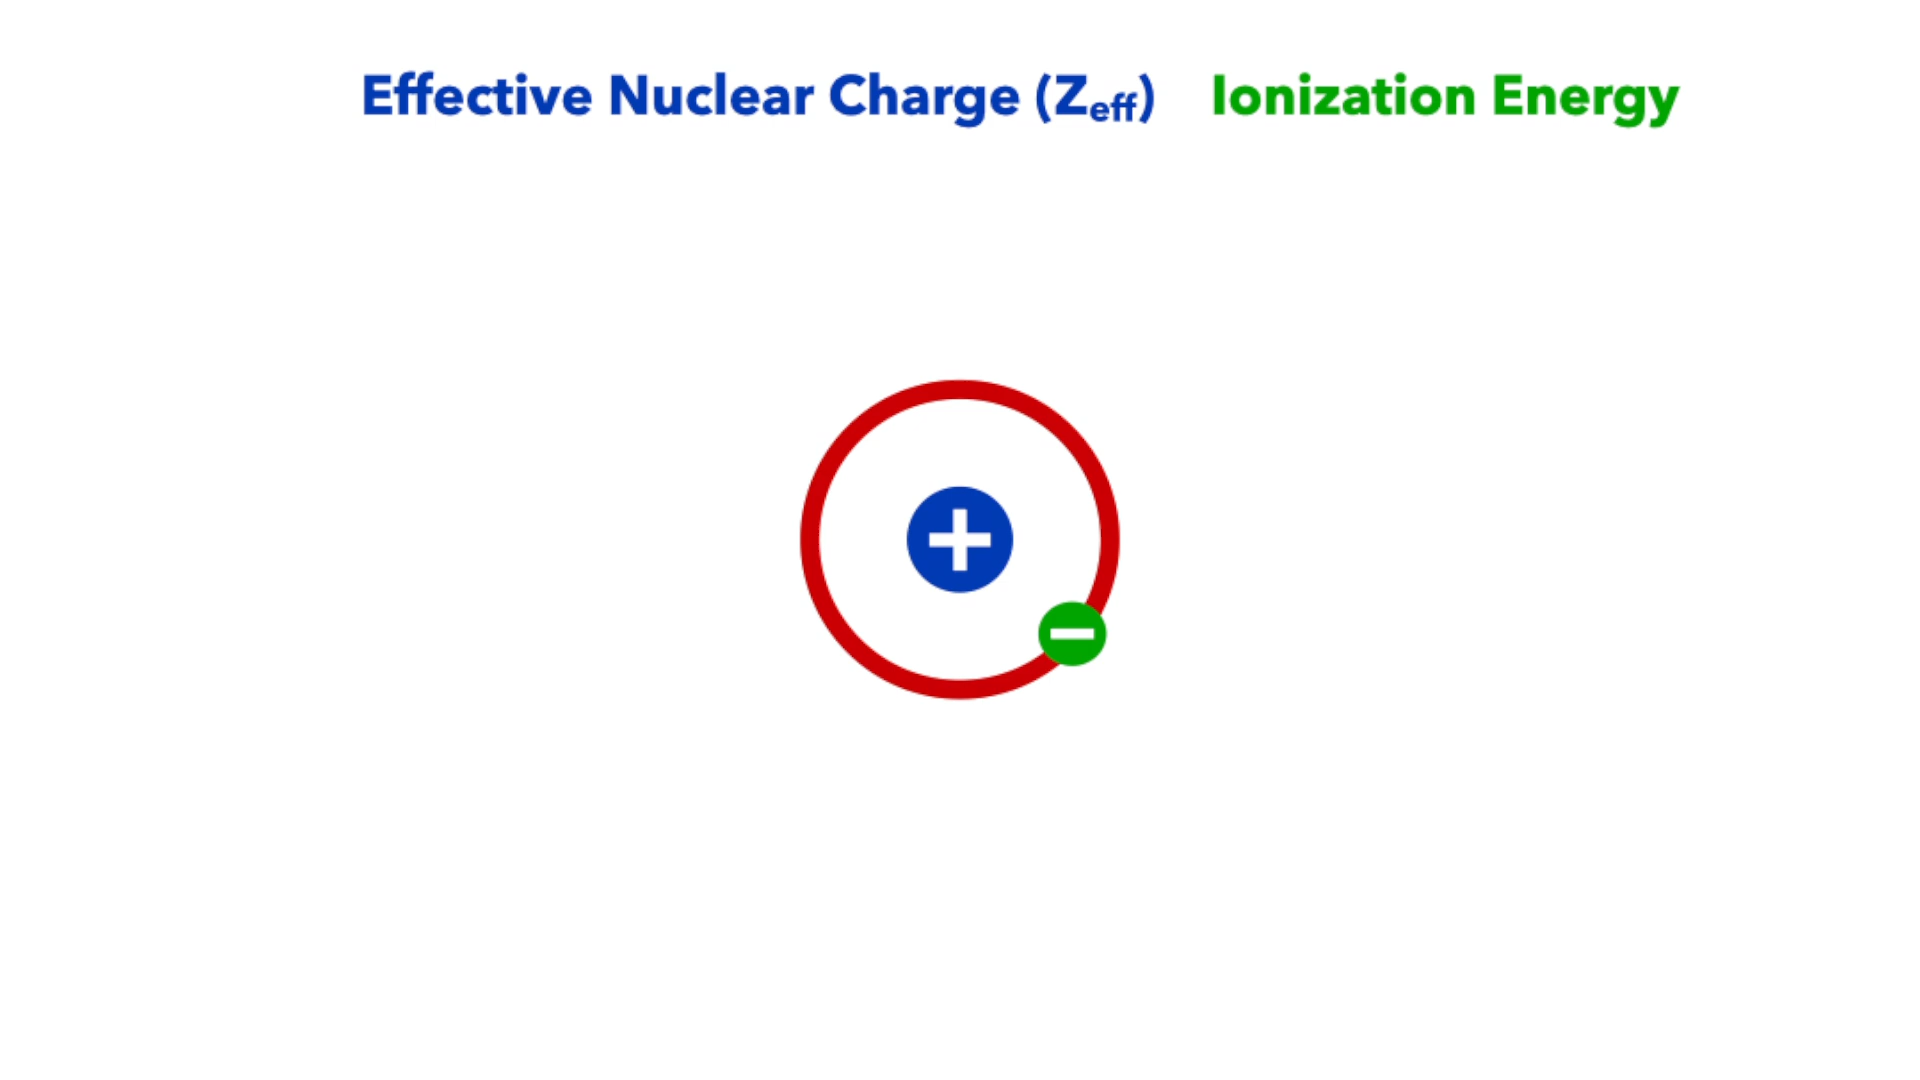 Effective Nuclear Charge (Zeff) Ionization Energy
+
−